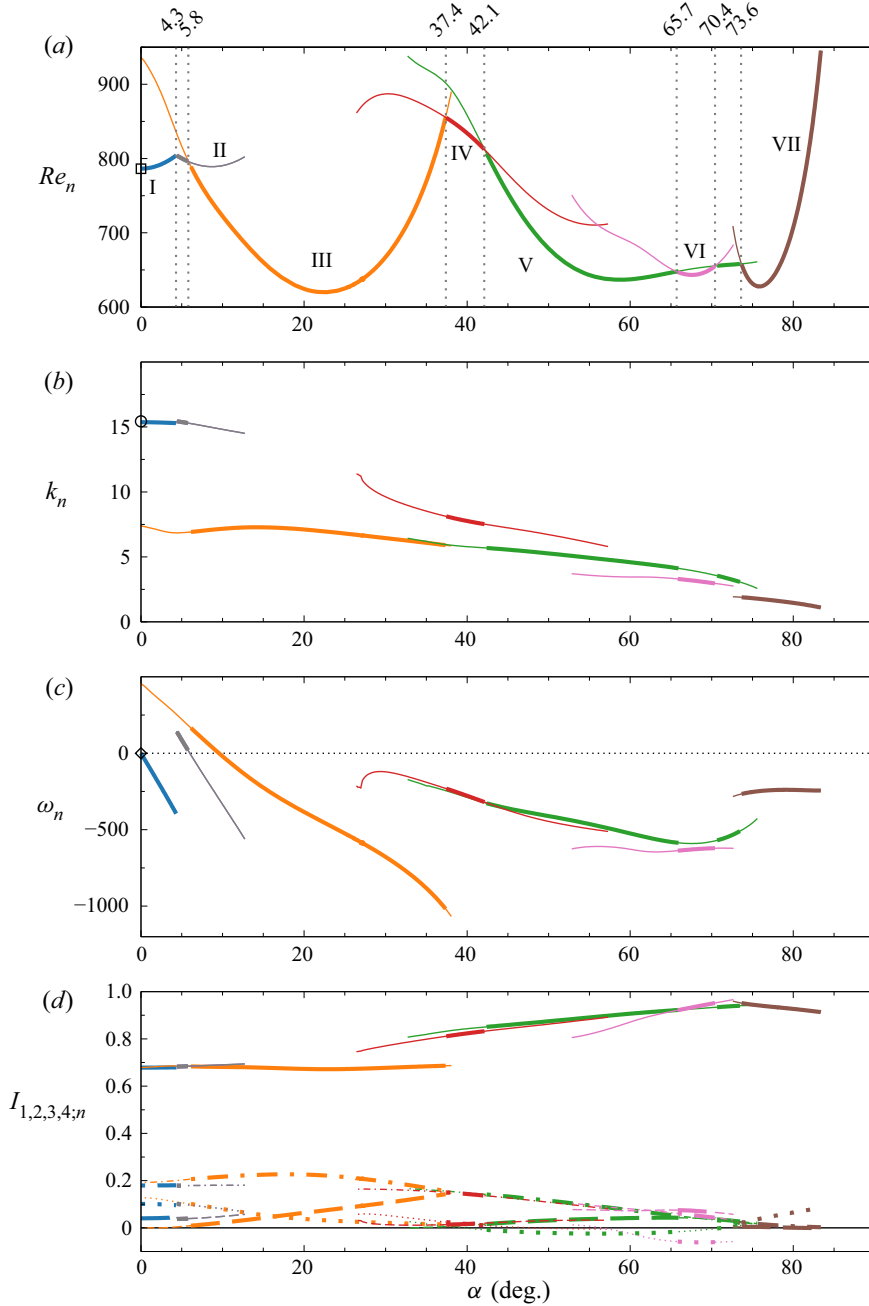 4.3 5.8 37.4 42.1 65.7 70.4 73.6
(a)
900
800
700
600
Re_n
I II III IV V VI VII
0 20 40 60 80
(b)
15
10
5
0
k_n
0 20 40 60 80
(c)
0
−500
−1000
ω_n
0 20 40 60 80
(d)
1.0
0.8
0.6
0.4
0.2
0
I_{1,2,3,4;n}
0 20 40 60 80
α (deg.)